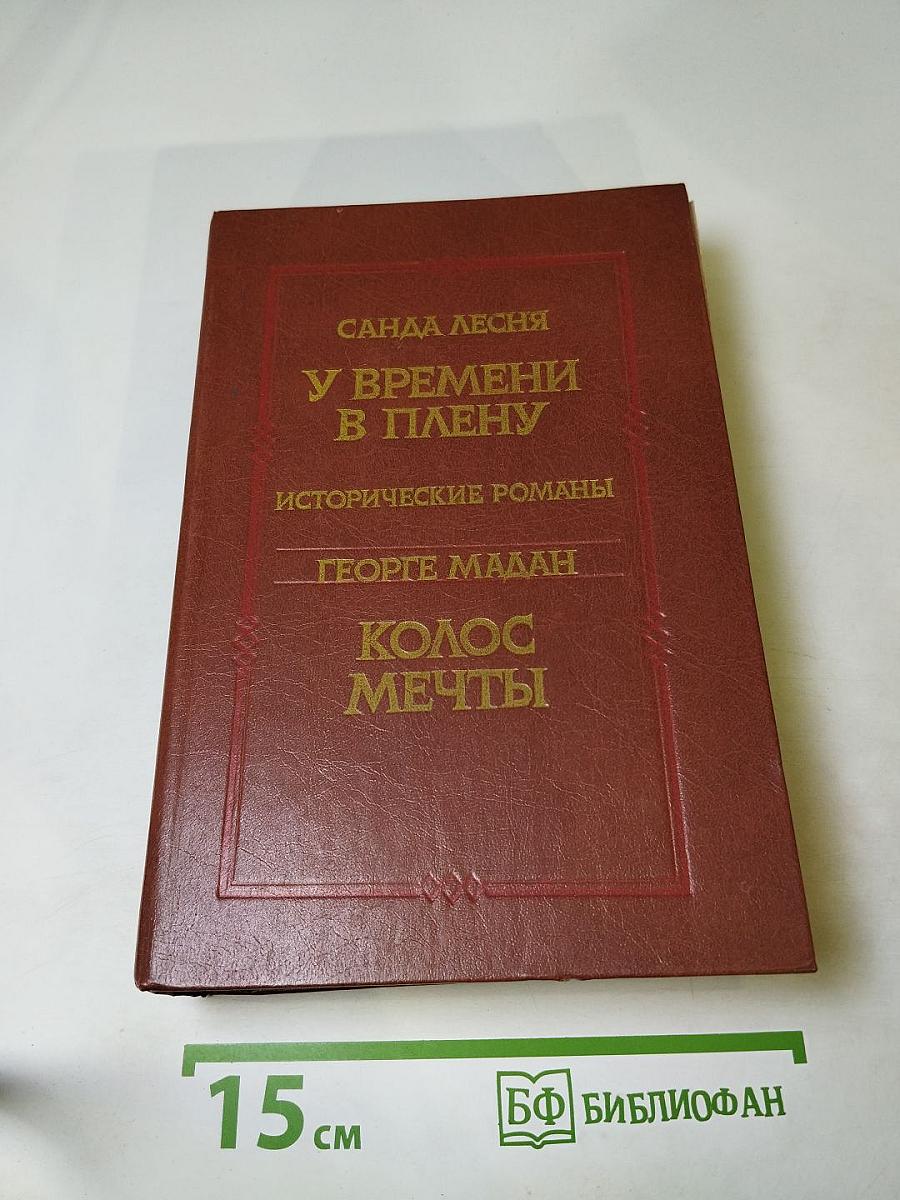 САНДА ЛЕСНЯ
У ВРЕМЕНИ
В ПЛЕНУ
ИСТОРИЧЕСКИЕ РОМАНЫ
ГЕОРГЕ МАДАН
КОЛОС
МЕЧТЫ
15 СМ
БФ БИБЛИОФАН